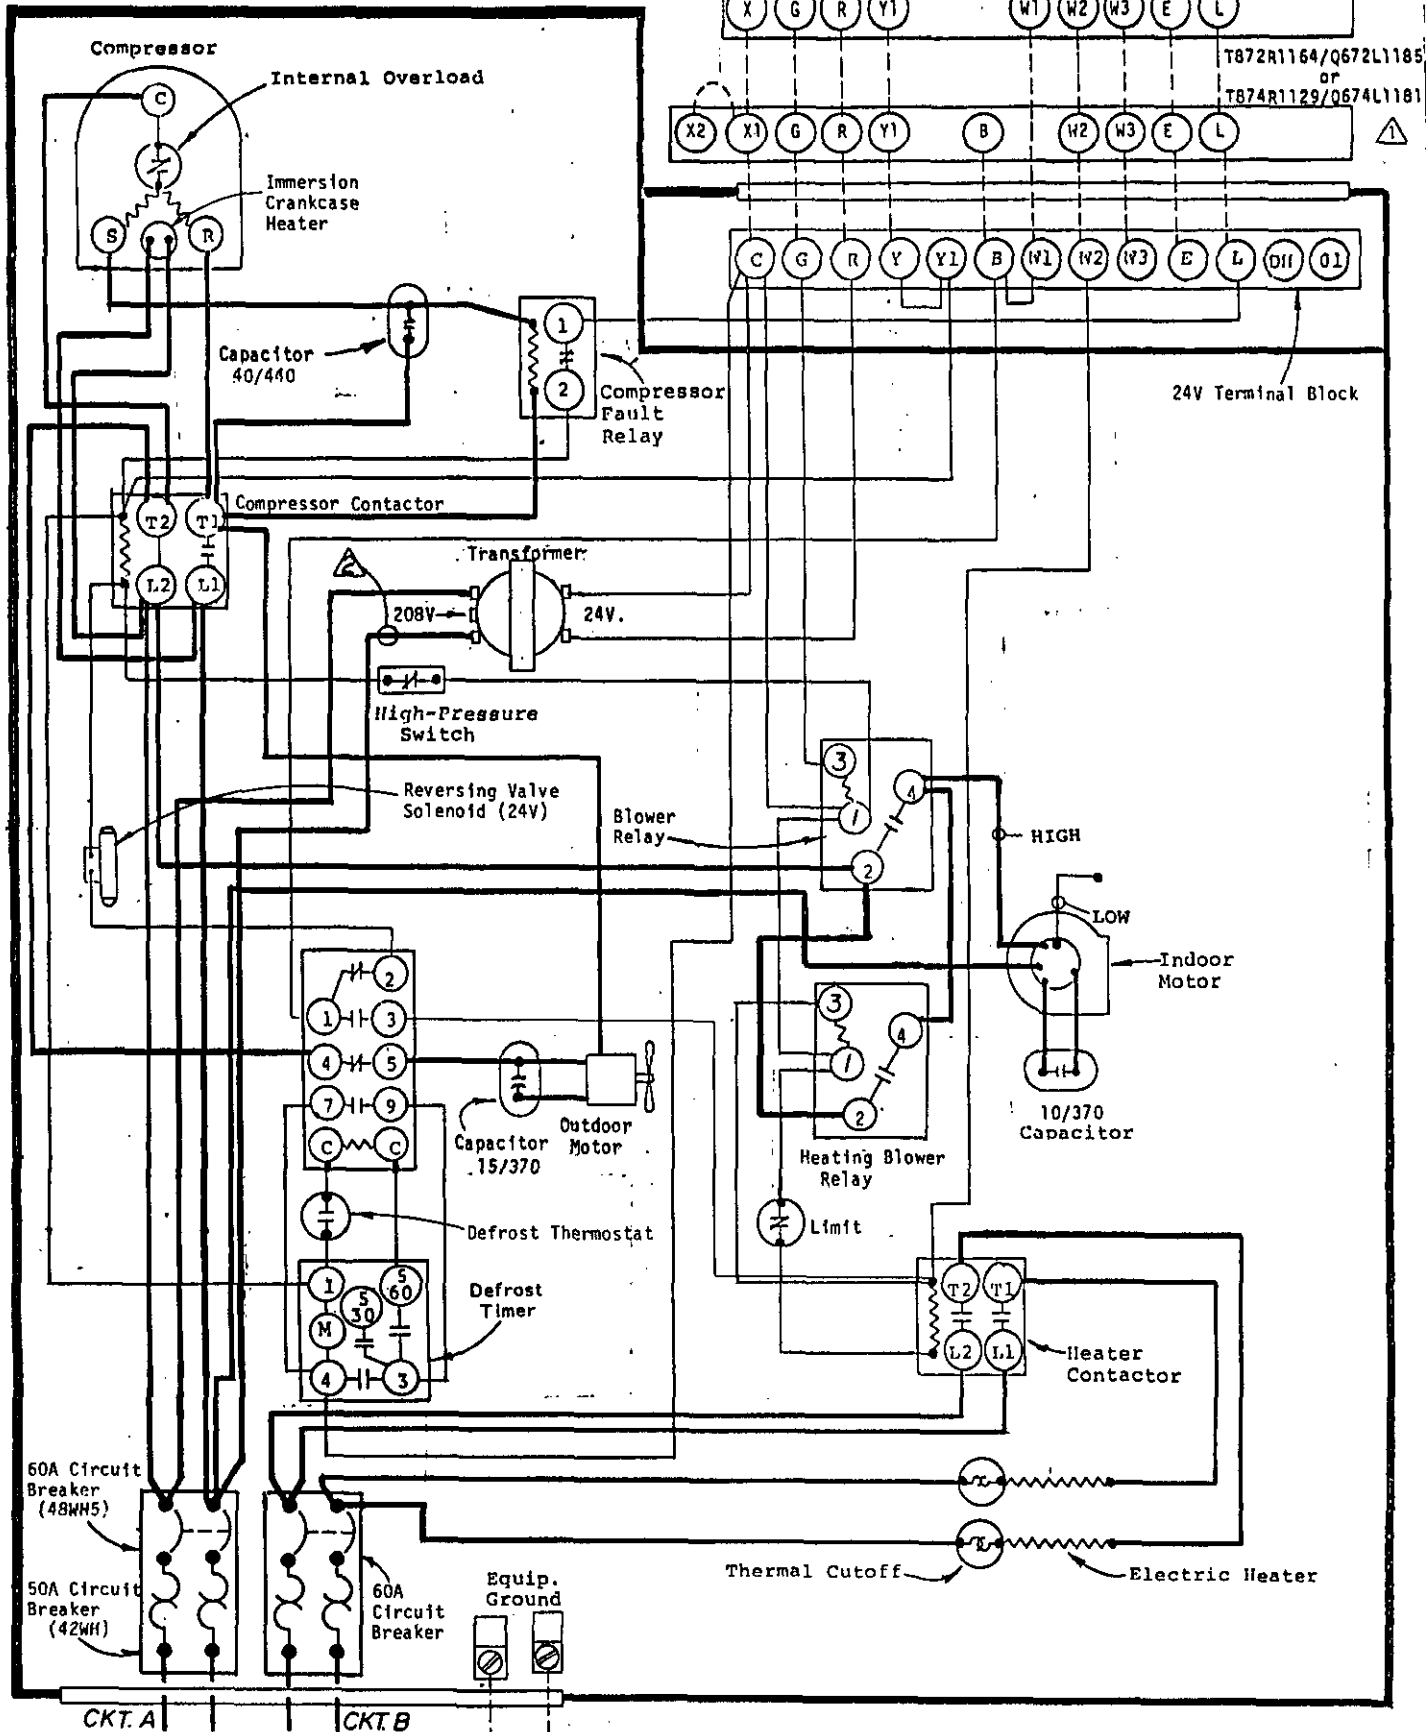 X G R Y1 W1 W2 W3 E L
T872R1164/Q672L1185
or
T874R1129/Q674L1181
X2 X1 G R Y1 B W2 W3 E L
1
Compressor
Internal Overload
C
Immersion
Crankcase
Heater
S R
C G R Y Y1 B W1 W2 W3 E L DH O1
24V Terminal Block
Capacitor
40/440
1
2
Compressor
Fault
Relay
Compressor Contactor
T2 T1
L2 L1
2
Transformer
208V
24V.
High-Pressure
Switch
Reversing Valve
Solenoid (24V)
Blower
Relay
3
4
1
2
HIGH
LOW
Indoor
Motor
10/370
Capacitor
2
1 3
4 5
7 9
C C
Capacitor
15/370
Outdoor
Motor
3
4
1
2
Heating Blower
Relay
Defrost Thermostat
Limit
1
S
30
S
60
M
4 3
Defrost
Timer
T2 T1
L2 L1
Heater
Contactor
60A Circuit
Breaker
(48WH5)
50A Circuit
Breaker
(42WH)
60A
Circuit
Breaker
Equip.
Ground
Thermal Cutoff
Electric Heater
CKT. A
CKT. B